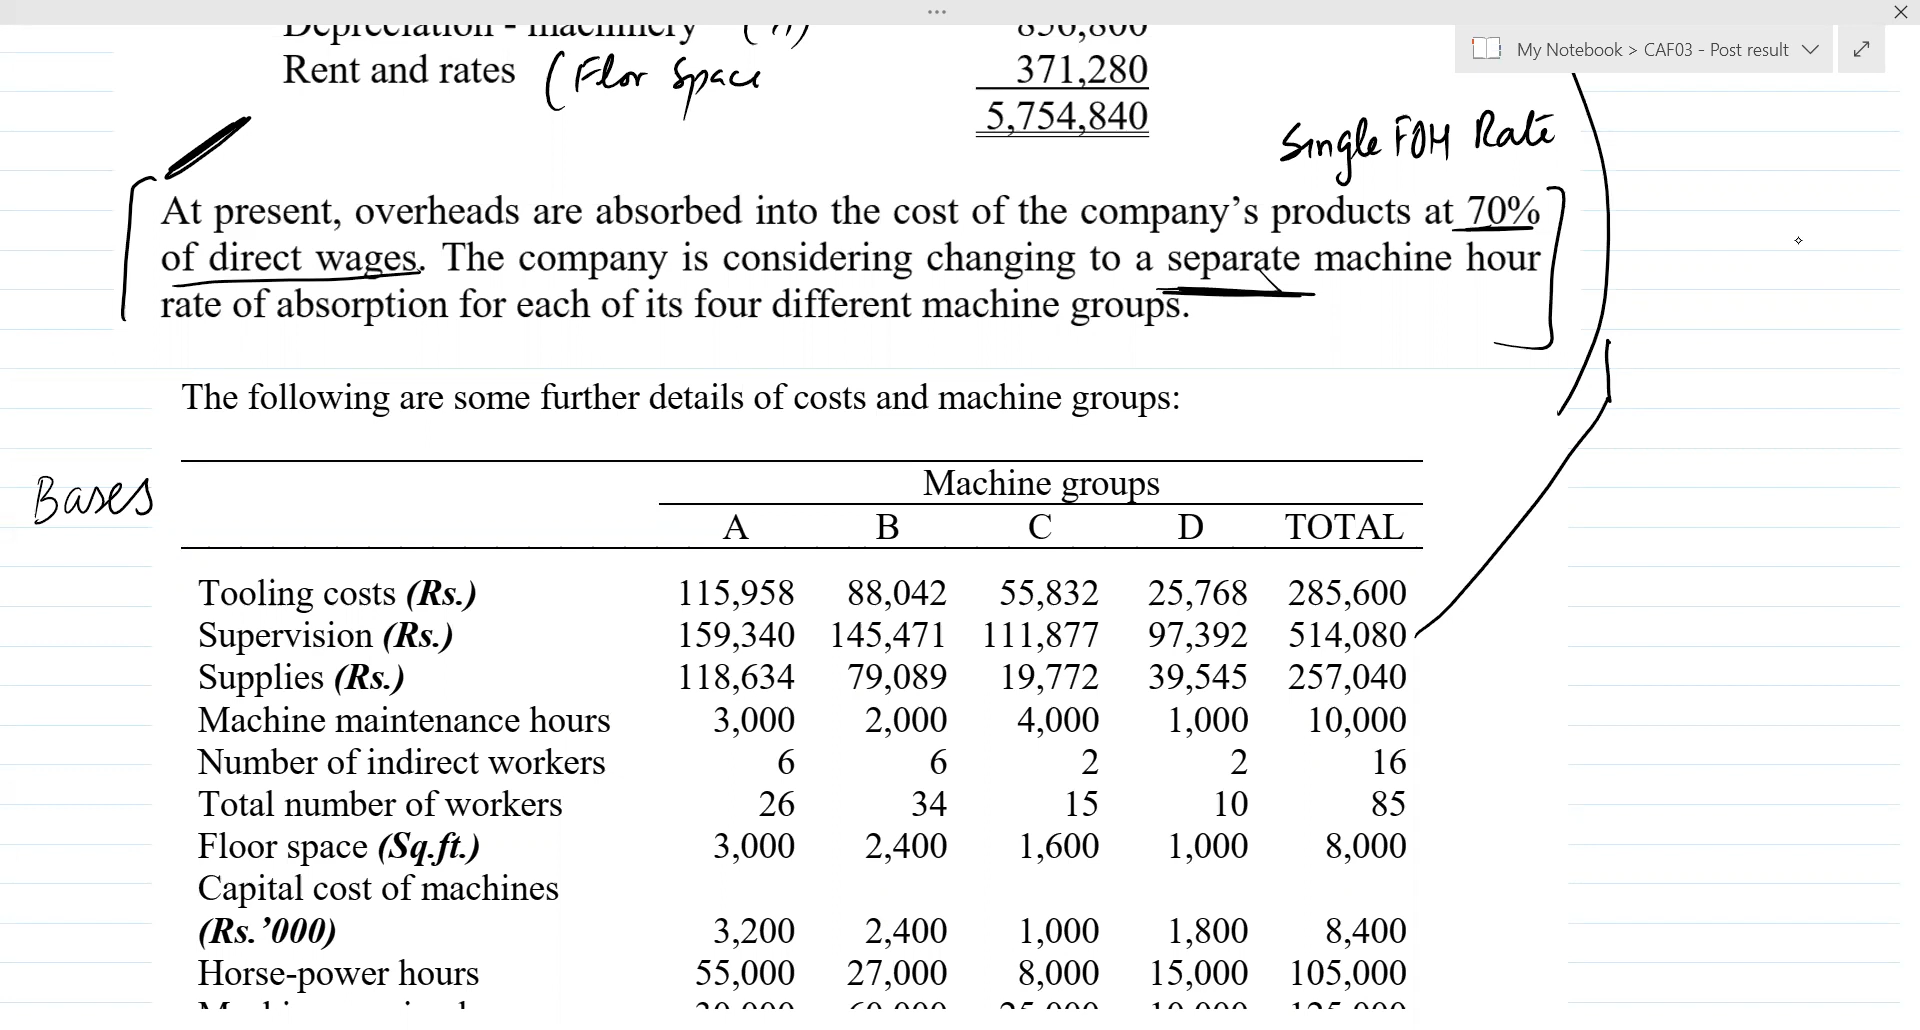 My Notebook > CAF03 - Post result
Depreciation - machinery ( " )
Rent and rates (Flor Space 371,280
5,754,840
Single FOH Rate
At present, overheads are absorbed into the cost of the company's products at 70%
of direct wages. The company is considering changing to a separate machine hour
rate of absorption for each of its four different machine groups.
The following are some further details of costs and machine groups:
Bases
Machine groups
A B C D TOTAL
Tooling costs (Rs.) 115,958 88,042 55,832 25,768 285,600
Supervision (Rs.) 159,340 145,471 111,877 97,392 514,080
Supplies (Rs.) 118,634 79,089 19,772 39,545 257,040
Machine maintenance hours 3,000 2,000 4,000 1,000 10,000
Number of indirect workers 6 6 2 2 16
Total number of workers 26 34 15 10 85
Floor space (Sq.ft.) 3,000 2,400 1,600 1,000 8,000
Capital cost of machines
(Rs.'000) 3,200 2,400 1,000 1,800 8,400
Horse-power hours 55,000 27,000 8,000 15,000 105,000